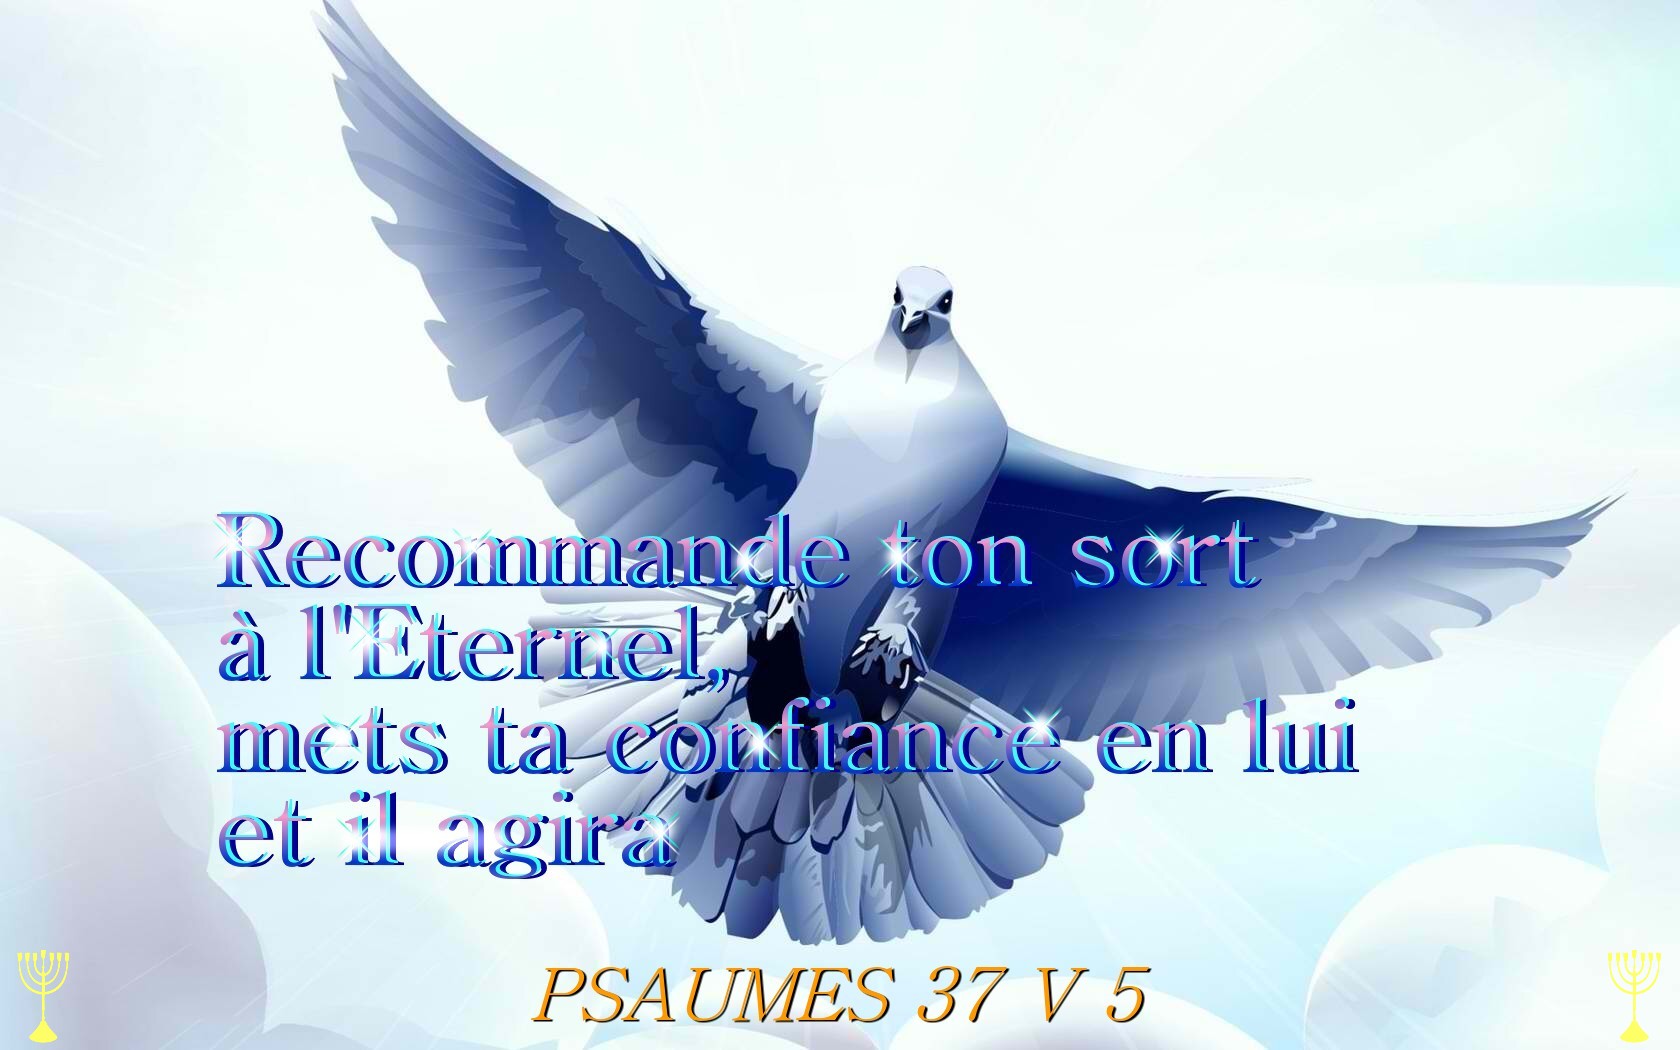 Recommande ton sort
à l'Eternel,
mets ta confiance en lui
et il agira
PSAUMES 37 V 5